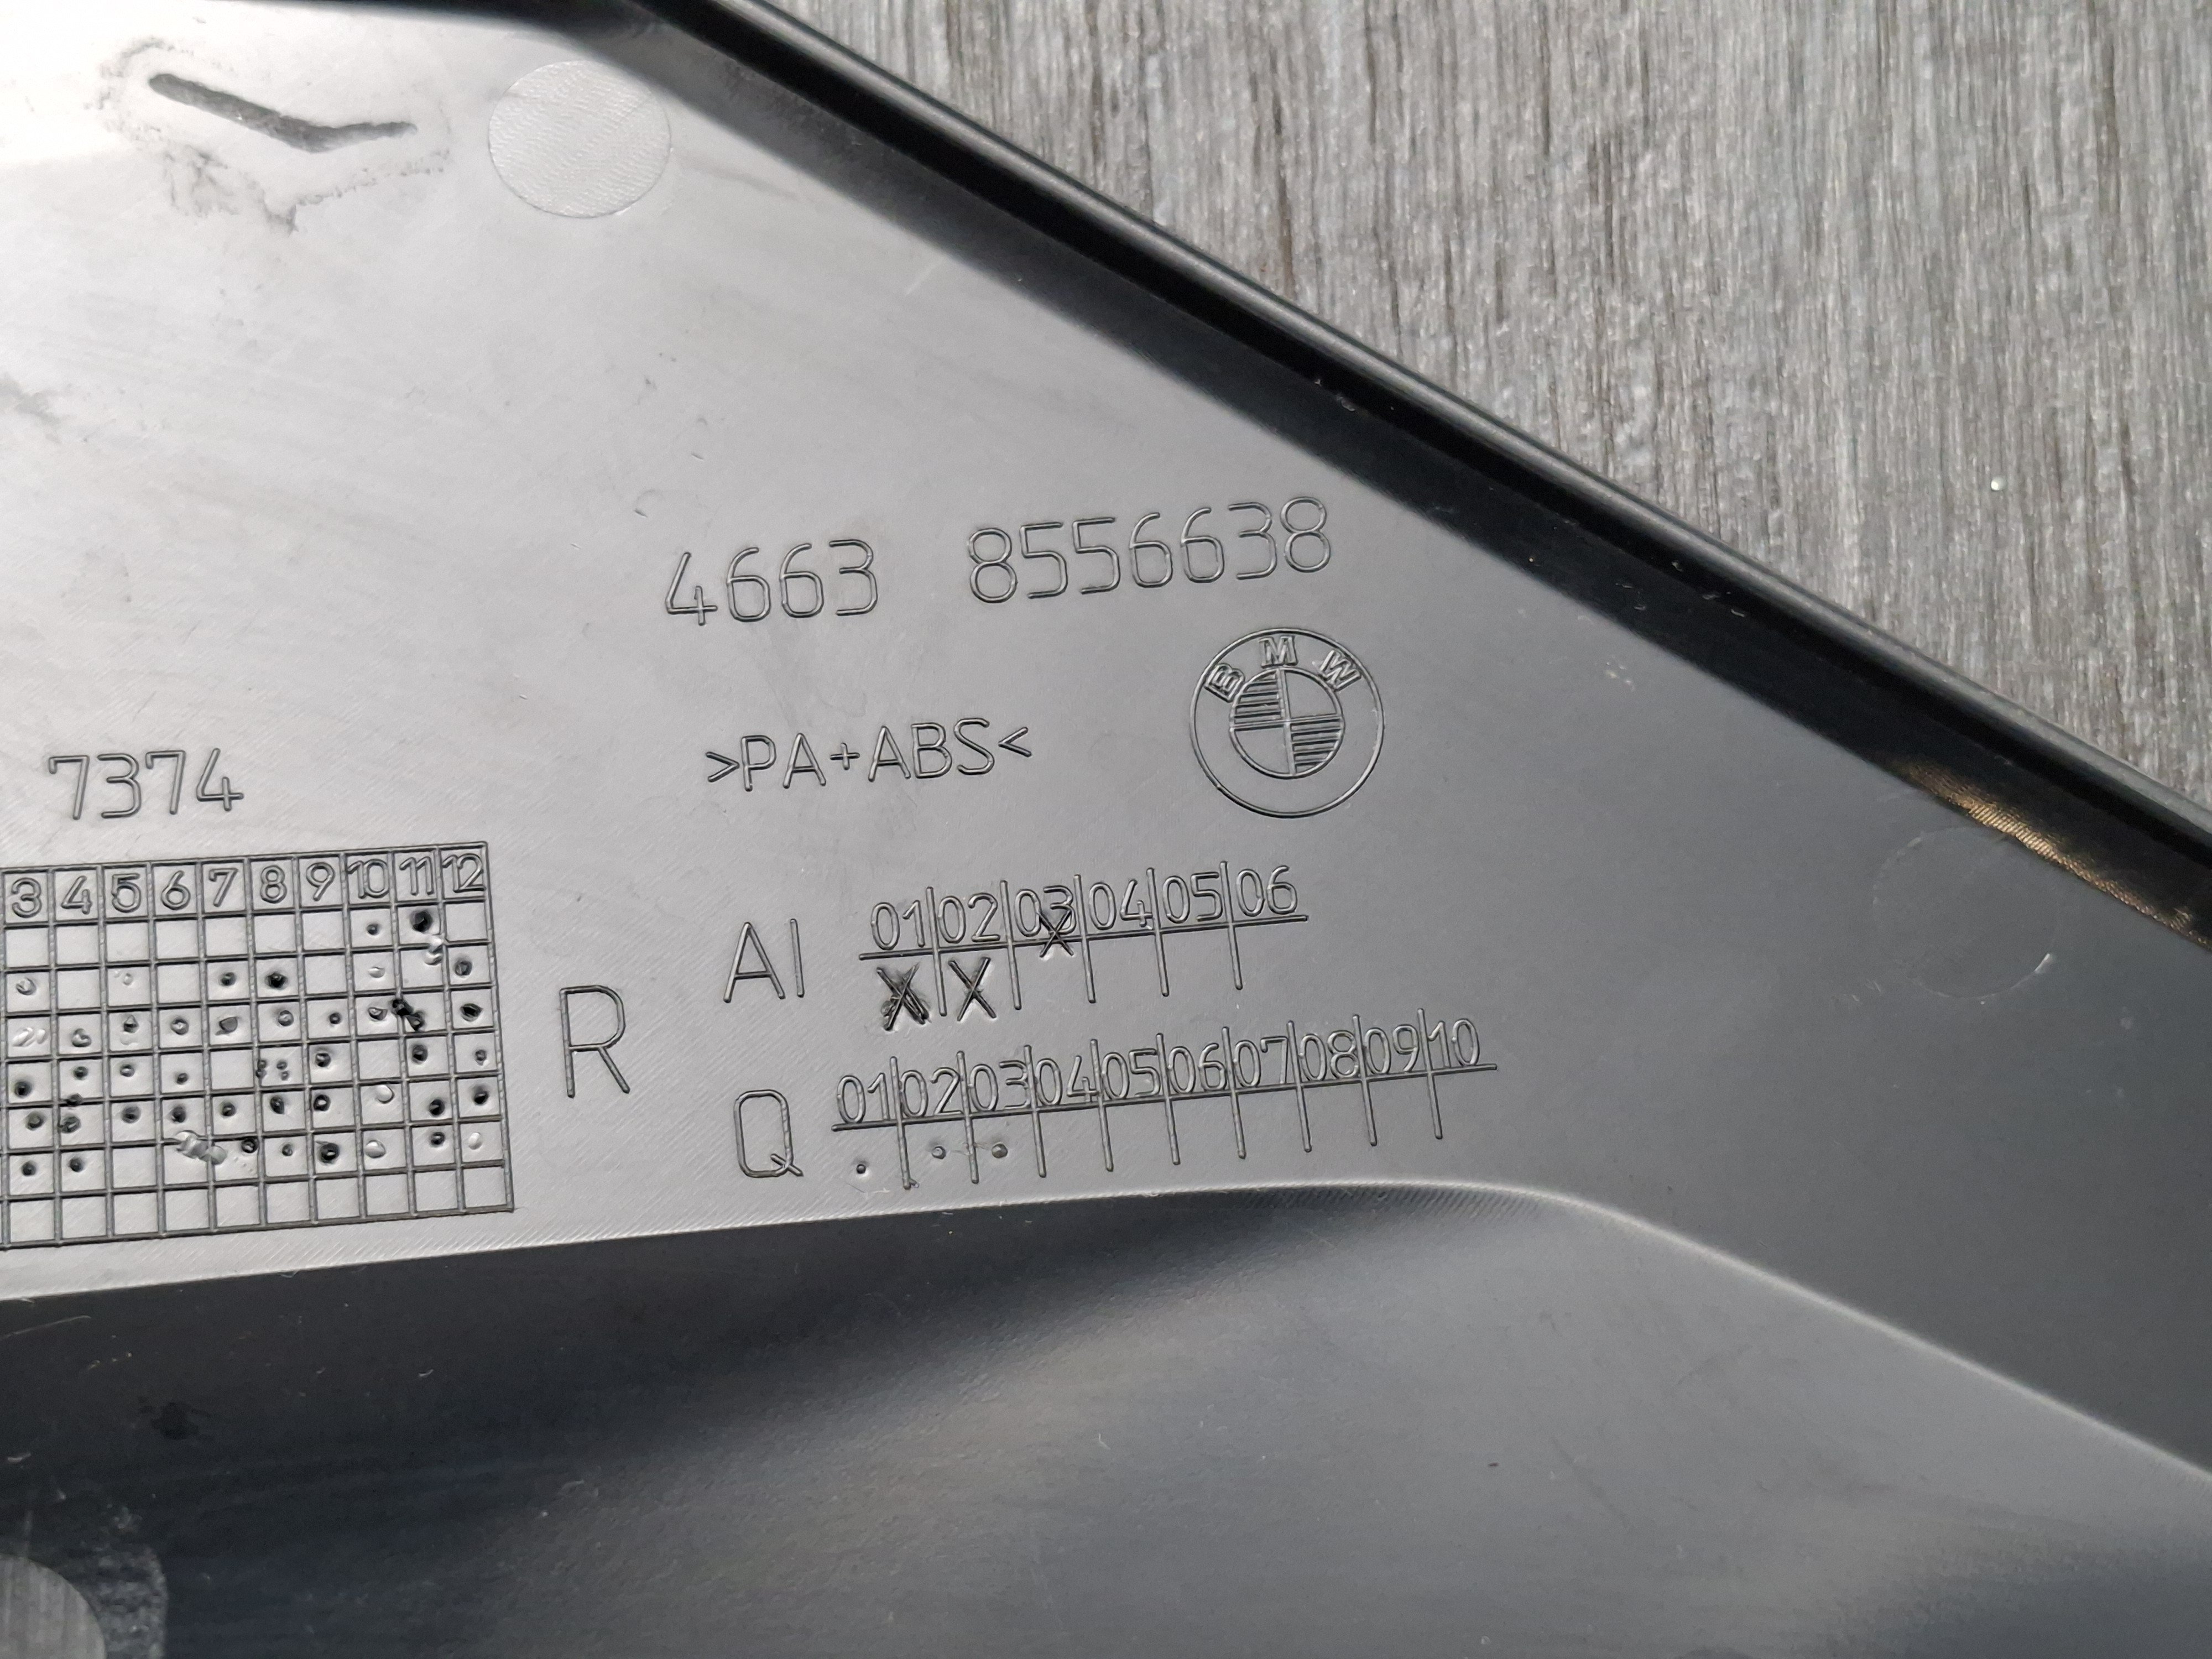 4663 8556638
BMW
>PA+ABS<
7374
3 4 5 6 7 8 9 10 11 12
R
AI 01 02 03 04 05 06
X X X
Q 01 02 03 04 05 06 07 08 09 10